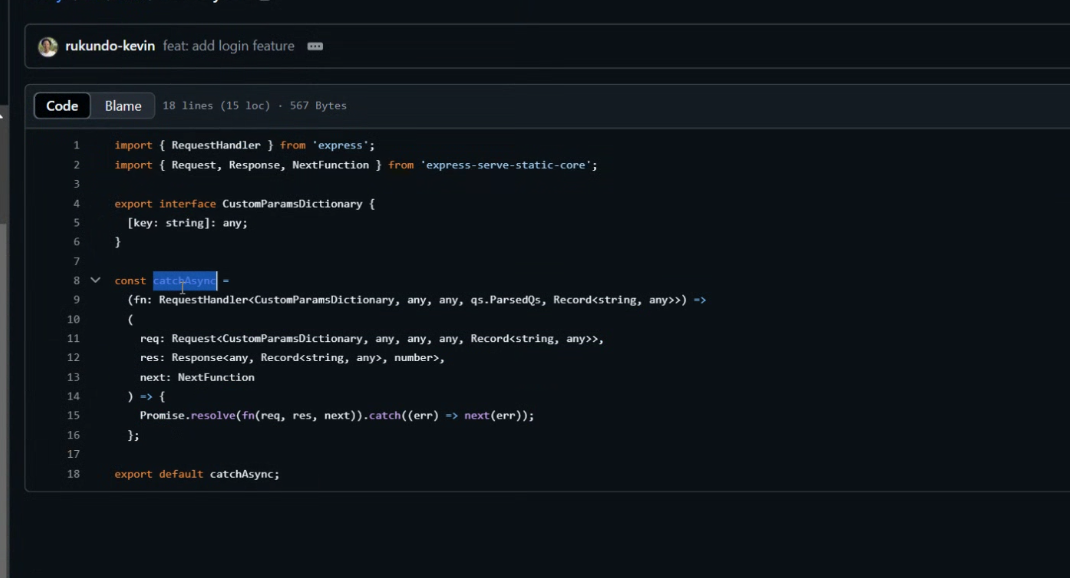 rukundo-kevin feat: add login feature
Code Blame 18 lines (15 loc) · 567 Bytes
1 import { RequestHandler } from 'express';
2 import { Request, Response, NextFunction } from 'express-serve-static-core';
3
4 export interface CustomParamsDictionary {
5 [key: string]: any;
6 }
7
8 const catchAsync =
9 (fn: RequestHandler<CustomParamsDictionary, any, any, qs.ParsedQs, Record<string, any>>) =>
10 (
11 req: Request<CustomParamsDictionary, any, any, any, Record<string, any>>,
12 res: Response<any, Record<string, any>, number>,
13 next: NextFunction
14 ) => {
15 Promise.resolve(fn(req, res, next)).catch((err) => next(err));
16 };
17
18 export default catchAsync;